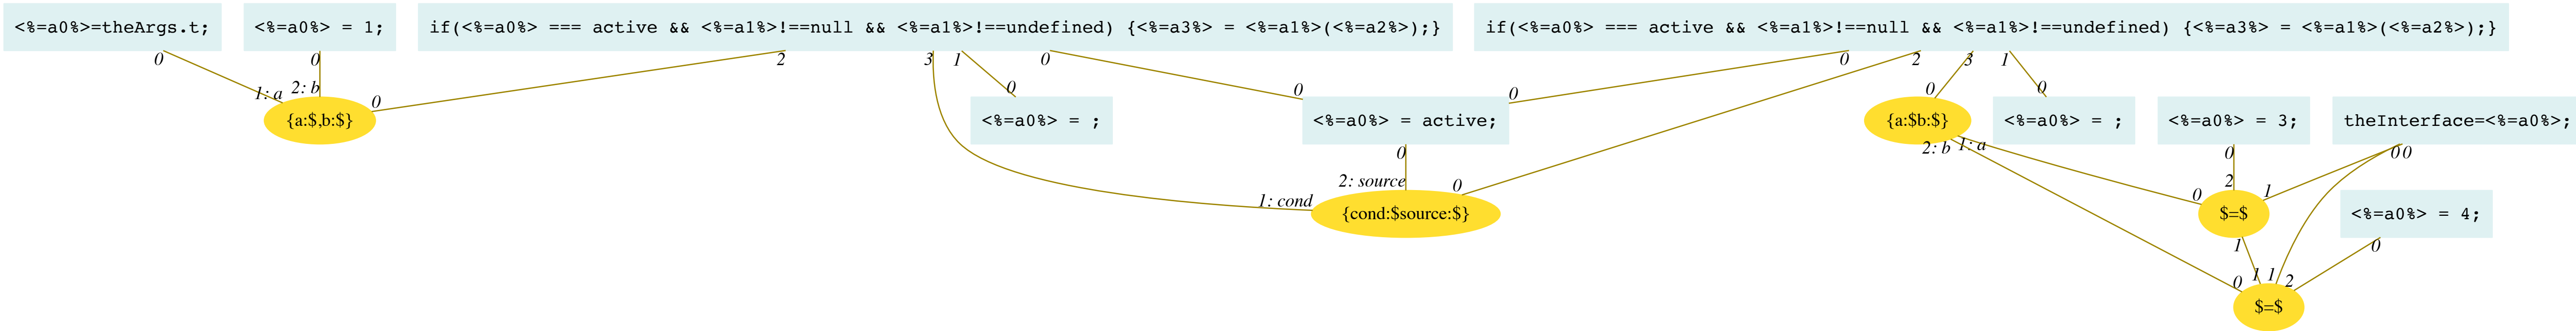 <%=a0%>=theArgs.t;
<%=a0%> = 1;
if(<%=a0%> === active && <%=a1%>!==null && <%=a1%>!==undefined) {<%=a3%> = <%=a1%>(<%=a2%>);}
if(<%=a0%> === active && <%=a1%>!==null && <%=a1%>!==undefined) {<%=a3%> = <%=a1%>(<%=a2%>);}
0
0
2
3
1
0
0
2
3
1
1: a
2: b
0
0
0
0
0
0
{a:$,b:$}
<%=a0%> = ;
<%=a0%> = active;
{a:$b:$}
<%=a0%> = ;
<%=a0%> = 3;
theInterface=<%=a0%>;
0
2: b
1: a
0
0
0
1: cond
2: source
0
0
2
1
{cond:$source:$}
$=$
<%=a0%> = 4;
1
0
0
1
1
2
$=$